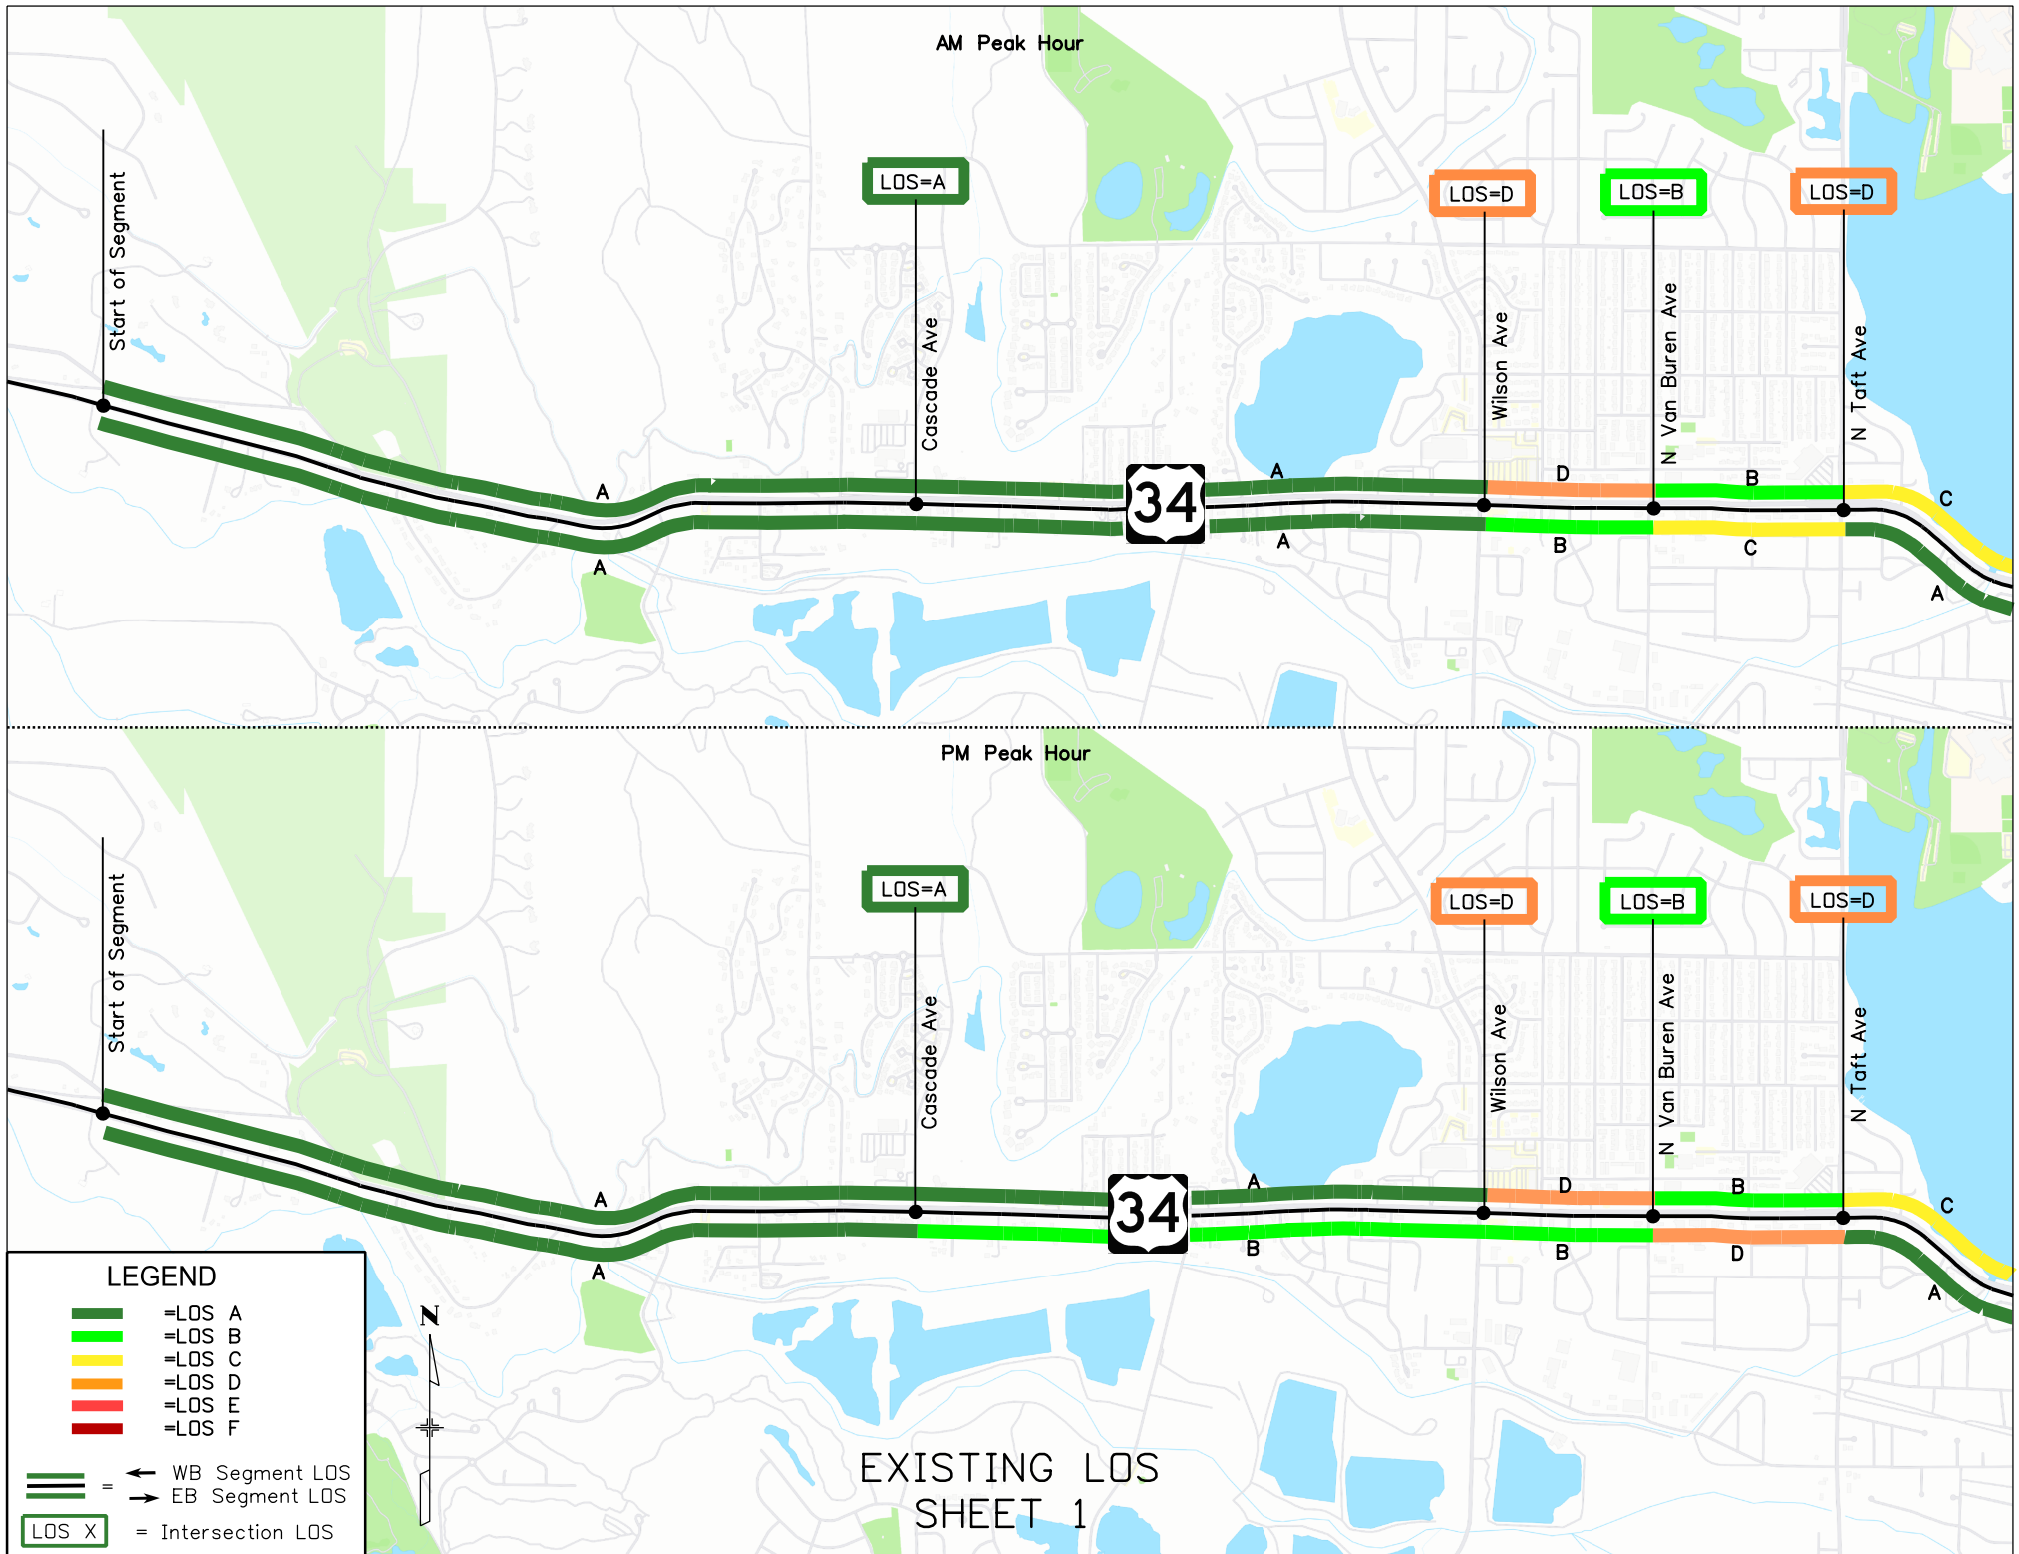 AM Peak Hour
LOS=A
LOS=D
LOS=B
LOS=D
Start of Segment
Cascade Ave
Wilson Ave
N Van Buren Ave
N Taft Ave
A
A
D
B
C
34
A
A
B
C
A
PM Peak Hour
LOS=A
LOS=D
LOS=B
LOS=D
Start of Segment
Cascade Ave
Wilson Ave
N Van Buren Ave
N Taft Ave
A
A
D
B
C
34
A
B
B
D
A
LEGEND
=LOS A
=LOS B
=LOS C
=LOS D
=LOS E
=LOS F
= WB Segment LOS
EB Segment LOS
LOS X = Intersection LOS
N
EXISTING LOS
SHEET 1